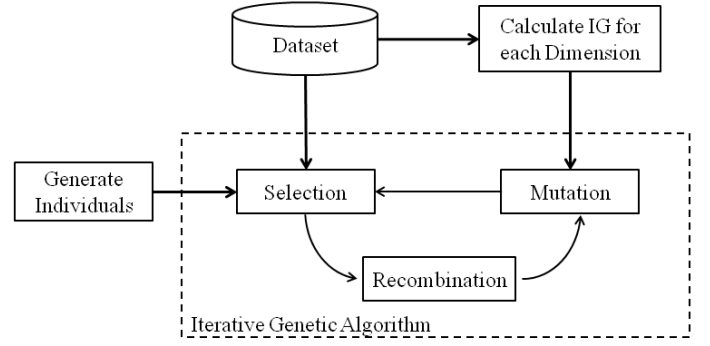 Dataset
Calculate IG for
each Dimension
Generate
Individuals
Selection
Mutation
Recombination
Iterative Genetic Algorithm